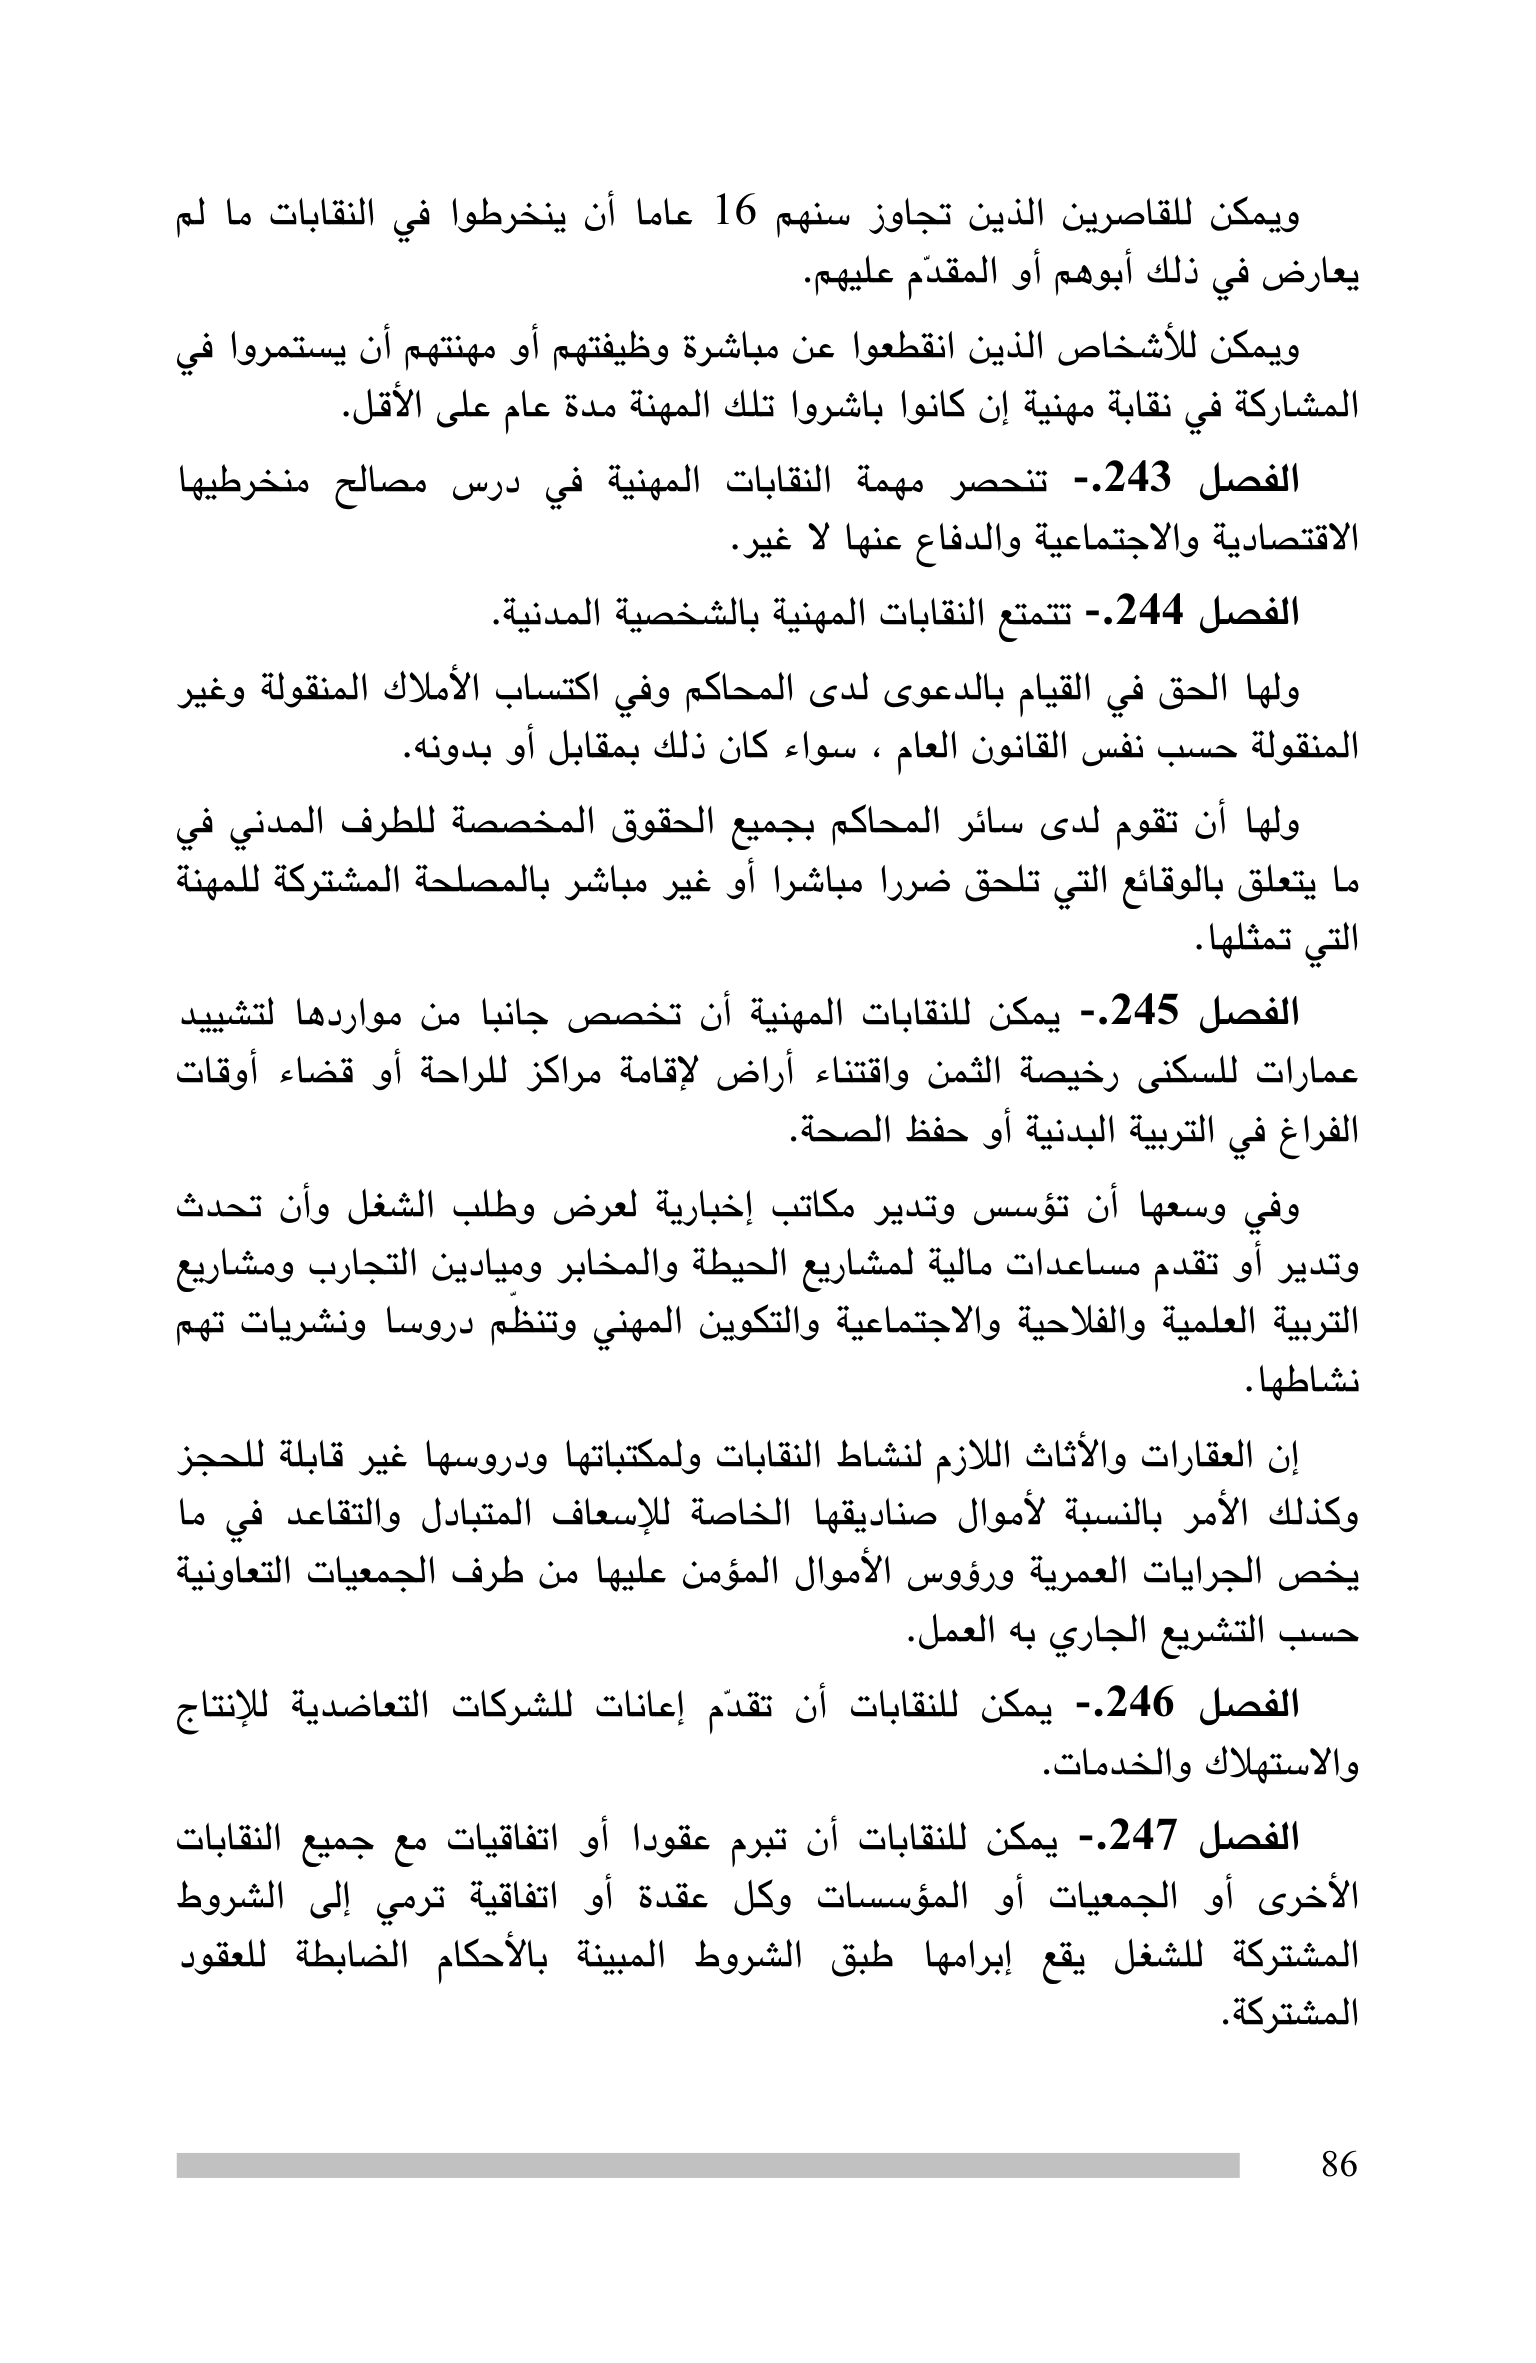 ويمكن للقاصرين الذين تجاوز سنهم 16 عاما أن ينخرطوا في النقابات ما لم
يعارض في ذلك أبوهم أو المقدّم عليهم.
ويمكن للأشخاص الذين انقطعوا عن مباشرة وظيفتهم أو مهنتهم أن يستمروا في
المشاركة في نقابة مهنية إن كانوا باشروا تلك المهنة مدة عام على الأقل.
الفصل 243.- تنحصر مهمة النقابات المهنية في درس مصالح منخرطيها
الاقتصادية والاجتماعية والدفاع عنها لا غير.
الفصل 244.- تتمتع النقابات المهنية بالشخصية المدنية.
ولها الحق في القيام بالدعوى لدى المحاكم وفي اكتساب الأملاك المنقولة وغير
المنقولة حسب نفس القانون العام ، سواء كان ذلك بمقابل أو بدونه.
ولها أن تقوم لدى سائر المحاكم بجميع الحقوق المخصصة للطرف المدني في
ما يتعلق بالوقائع التي تلحق ضررا مباشرا أو غير مباشر بالمصلحة المشتركة للمهنة
التي تمثلها.
الفصل 245.- يمكن للنقابات المهنية أن تخصص جانبا من مواردها لتشييد
عمارات للسكنى رخيصة الثمن واقتناء أراض لإقامة مراكز للراحة أو قضاء أوقات
الفراغ في التربية البدنية أو حفظ الصحة.
وفي وسعها أن تؤسس وتدير مكاتب إخبارية لعرض وطلب الشغل وأن تحدث
وتدير أو تقدم مساعدات مالية لمشاريع الحيطة والمخابر وميادين التجارب ومشاريع
التربية العلمية والفلاحية والاجتماعية والتكوين المهني وتنظّم دروسا ونشريات تهم
نشاطها.
إن العقارات والأثاث اللازم لنشاط النقابات ولمكتباتها ودروسها غير قابلة للحجز
وكذلك الأمر بالنسبة لأموال صناديقها الخاصة للإسعاف المتبادل والتقاعد في ما
يخص الجرايات العمرية ورؤوس الأموال المؤمن عليها من طرف الجمعيات التعاونية
حسب التشريع الجاري به العمل.
الفصل 246.- يمكن للنقابات أن تقدّم إعانات للشركات التعاضدية للإنتاج
والاستهلاك والخدمات.
الفصل 247.- يمكن للنقابات أن تبرم عقودا أو اتفاقيات مع جميع النقابات
الأخرى أو الجمعيات أو المؤسسات وكل عقدة أو اتفاقية ترمي إلى الشروط
المشتركة للشغل يقع إبرامها طبق الشروط المبينة بالأحكام الضابطة للعقود
المشتركة.
86